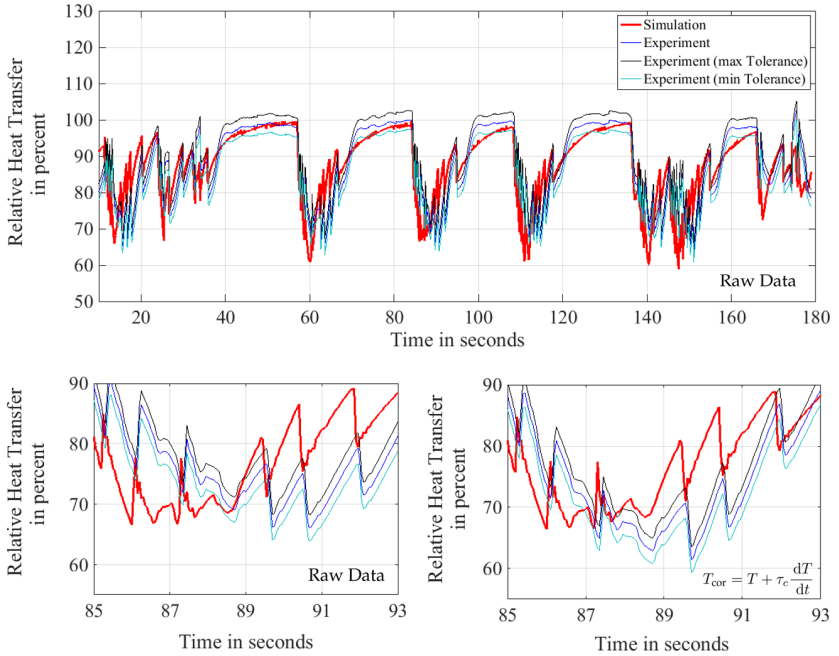 130
120
110
100
90
80
70
60
50
Relative Heat Transfer
in percent
Simulation
Experiment
Experiment (max Tolerance)
Experiment (min Tolerance)
Raw Data
20 40 60 80 100 120 140 160 180
Time in seconds
90
80
70
60
Relative Heat Transfer
in percent
Raw Data
85 87 89 91 93
Time in seconds
90
80
70
60
Relative Heat Transfer
in percent
T_cor = T + τ_c dT/dt
85 87 89 91 93
Time in seconds